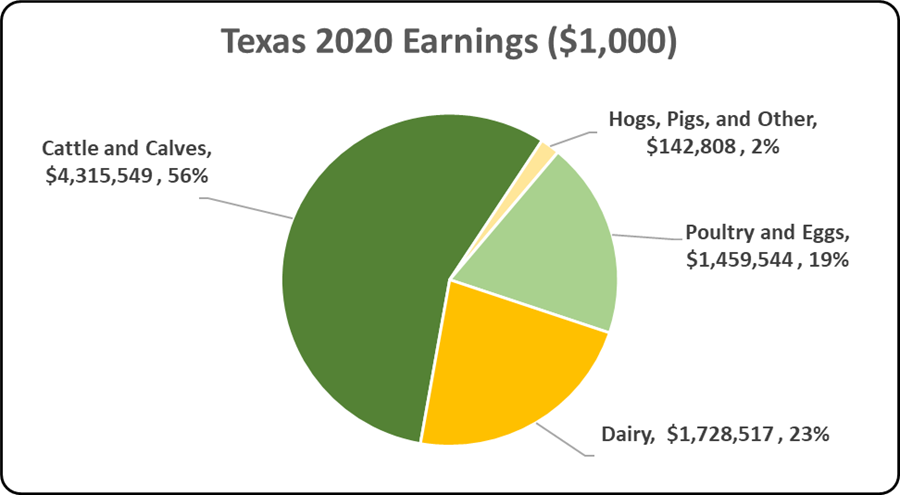 Texas 2020 Earnings ($1,000)
Hogs, Pigs, and Other,
$142,808 , 2%
Cattle and Calves,
$4,315,549 , 56%
Poultry and Eggs,
$1,459,544 , 19%
Dairy,  $1,728,517 , 23%